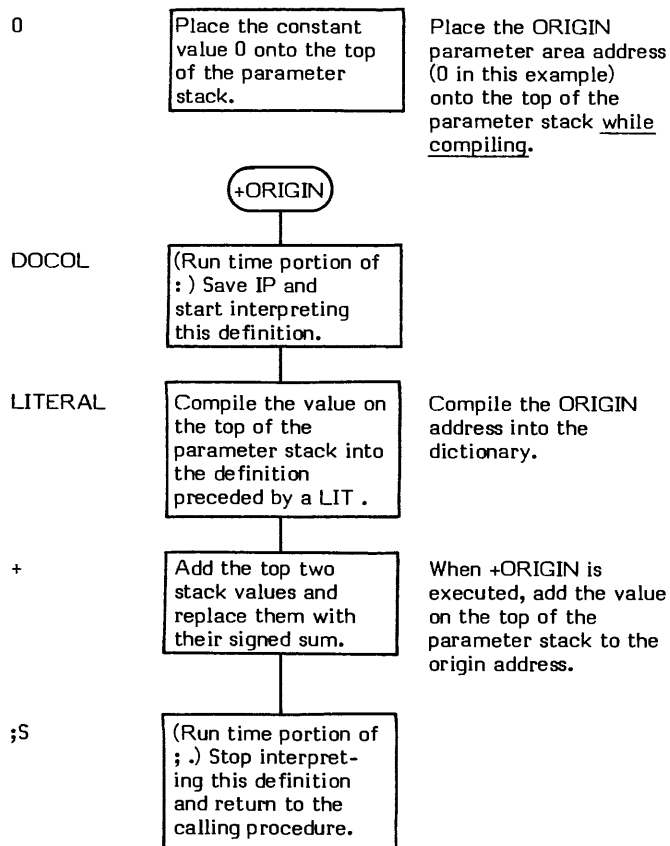 0
Place the constant
value 0 onto the top
of the parameter
stack.
Place the ORIGIN
parameter area address
(0 in this example)
onto the top of the
parameter stack while
compiling.
+ORIGIN
DOCOL
(Run time portion of
: ) Save IP and
start interpreting
this definition.
LITERAL
Compile the value on
the top of the
parameter stack into
the definition
preceded by a LIT .
Compile the ORIGIN
address into the
dictionary.
+
Add the top two
stack values and
replace them with
their signed sum.
When +ORIGIN is
executed, add the value
on the top of the
parameter stack to the
origin address.
;S
(Run time portion of
; .) Stop interpret-
ing this definition
and return to the
calling procedure.